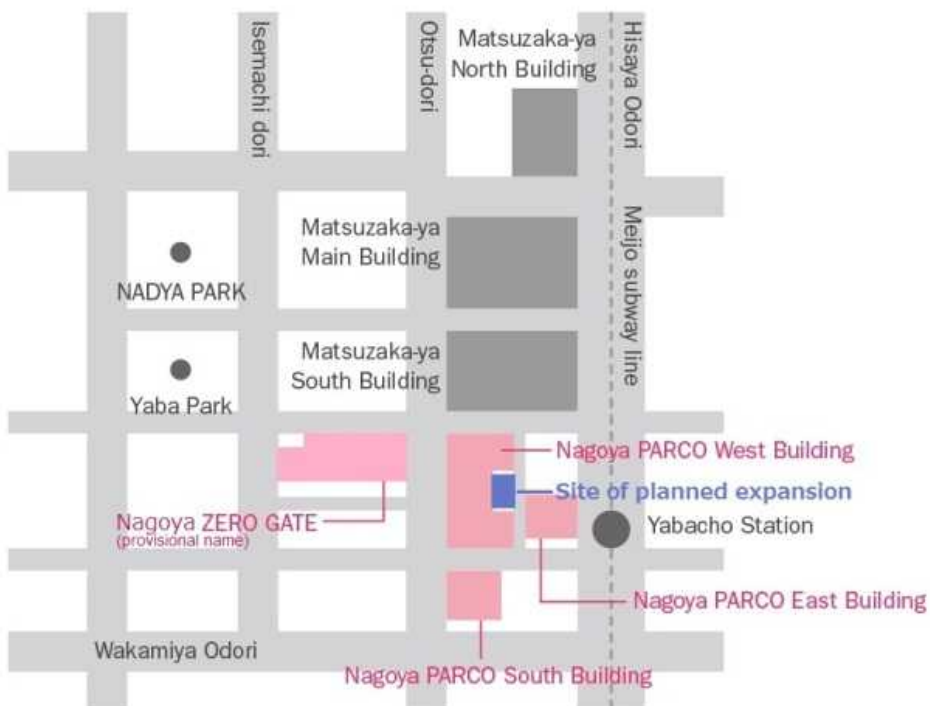 Isemachi dori
Otsu-dori
Matsuzaka-ya
North Building
Hisaya Odori
Matsuzaka-ya
Main Building
Meijo subway line
NADYA PARK
Matsuzaka-ya
South Building
Yaba Park
Nagoya PARCO West Building
Site of planned expansion
Nagoya ZERO GATE
(provisional name)
Yabacho Station
Nagoya PARCO East Building
Wakamiya Odori
Nagoya PARCO South Building